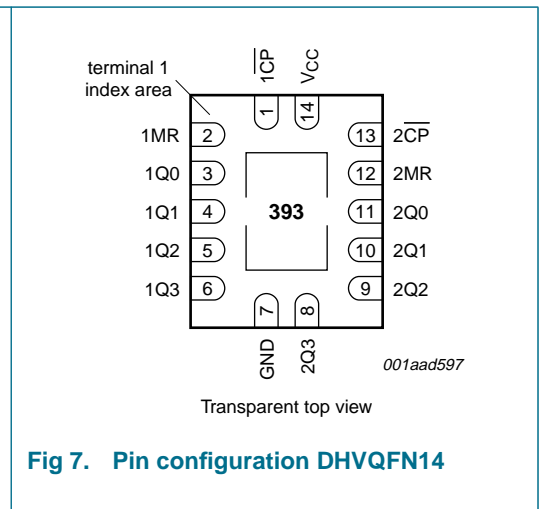 terminal 1
index area
1C̅P̅
VCC
1
14
1MR 2
13 2C̅P̅
1Q0 3
12 2MR
1Q1 4
393
11 2Q0
1Q2 5
10 2Q1
1Q3 6
9 2Q2
7
8
GND
2Q3
001aad597
Transparent top view
Fig 7. Pin configuration DHVQFN14